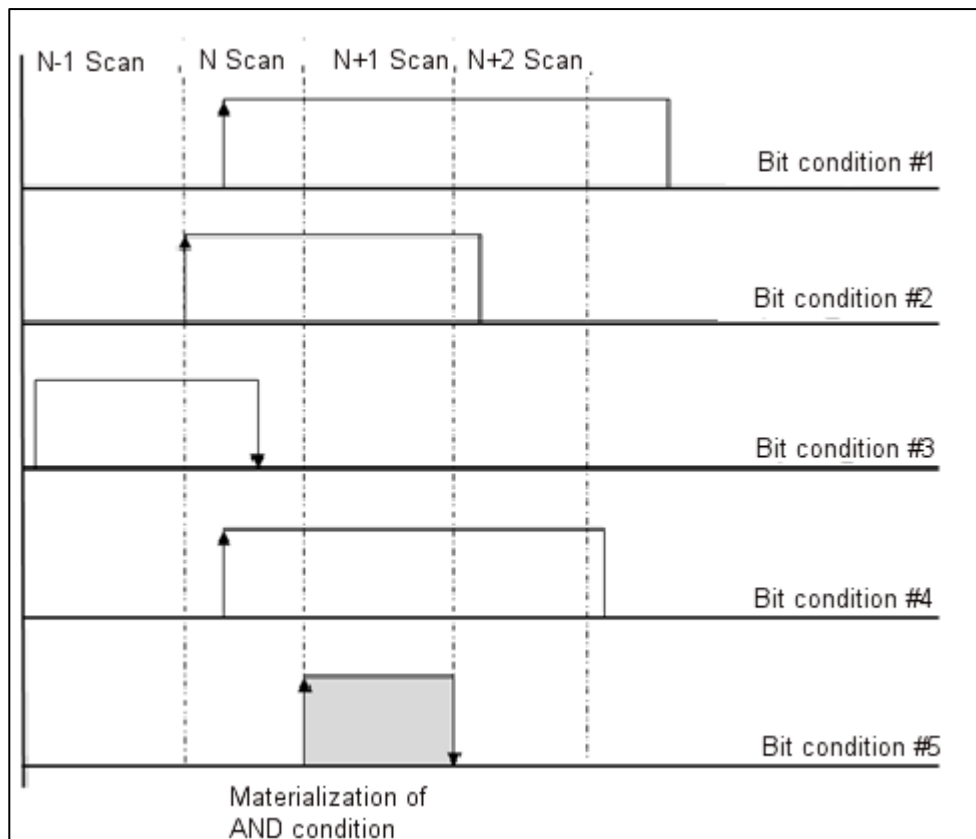 N-1 Scan
N Scan
N+1 Scan
N+2 Scan
Bit condition #1
Bit condition #2
Bit condition #3
Bit condition #4
Bit condition #5
Materialization of
AND condition